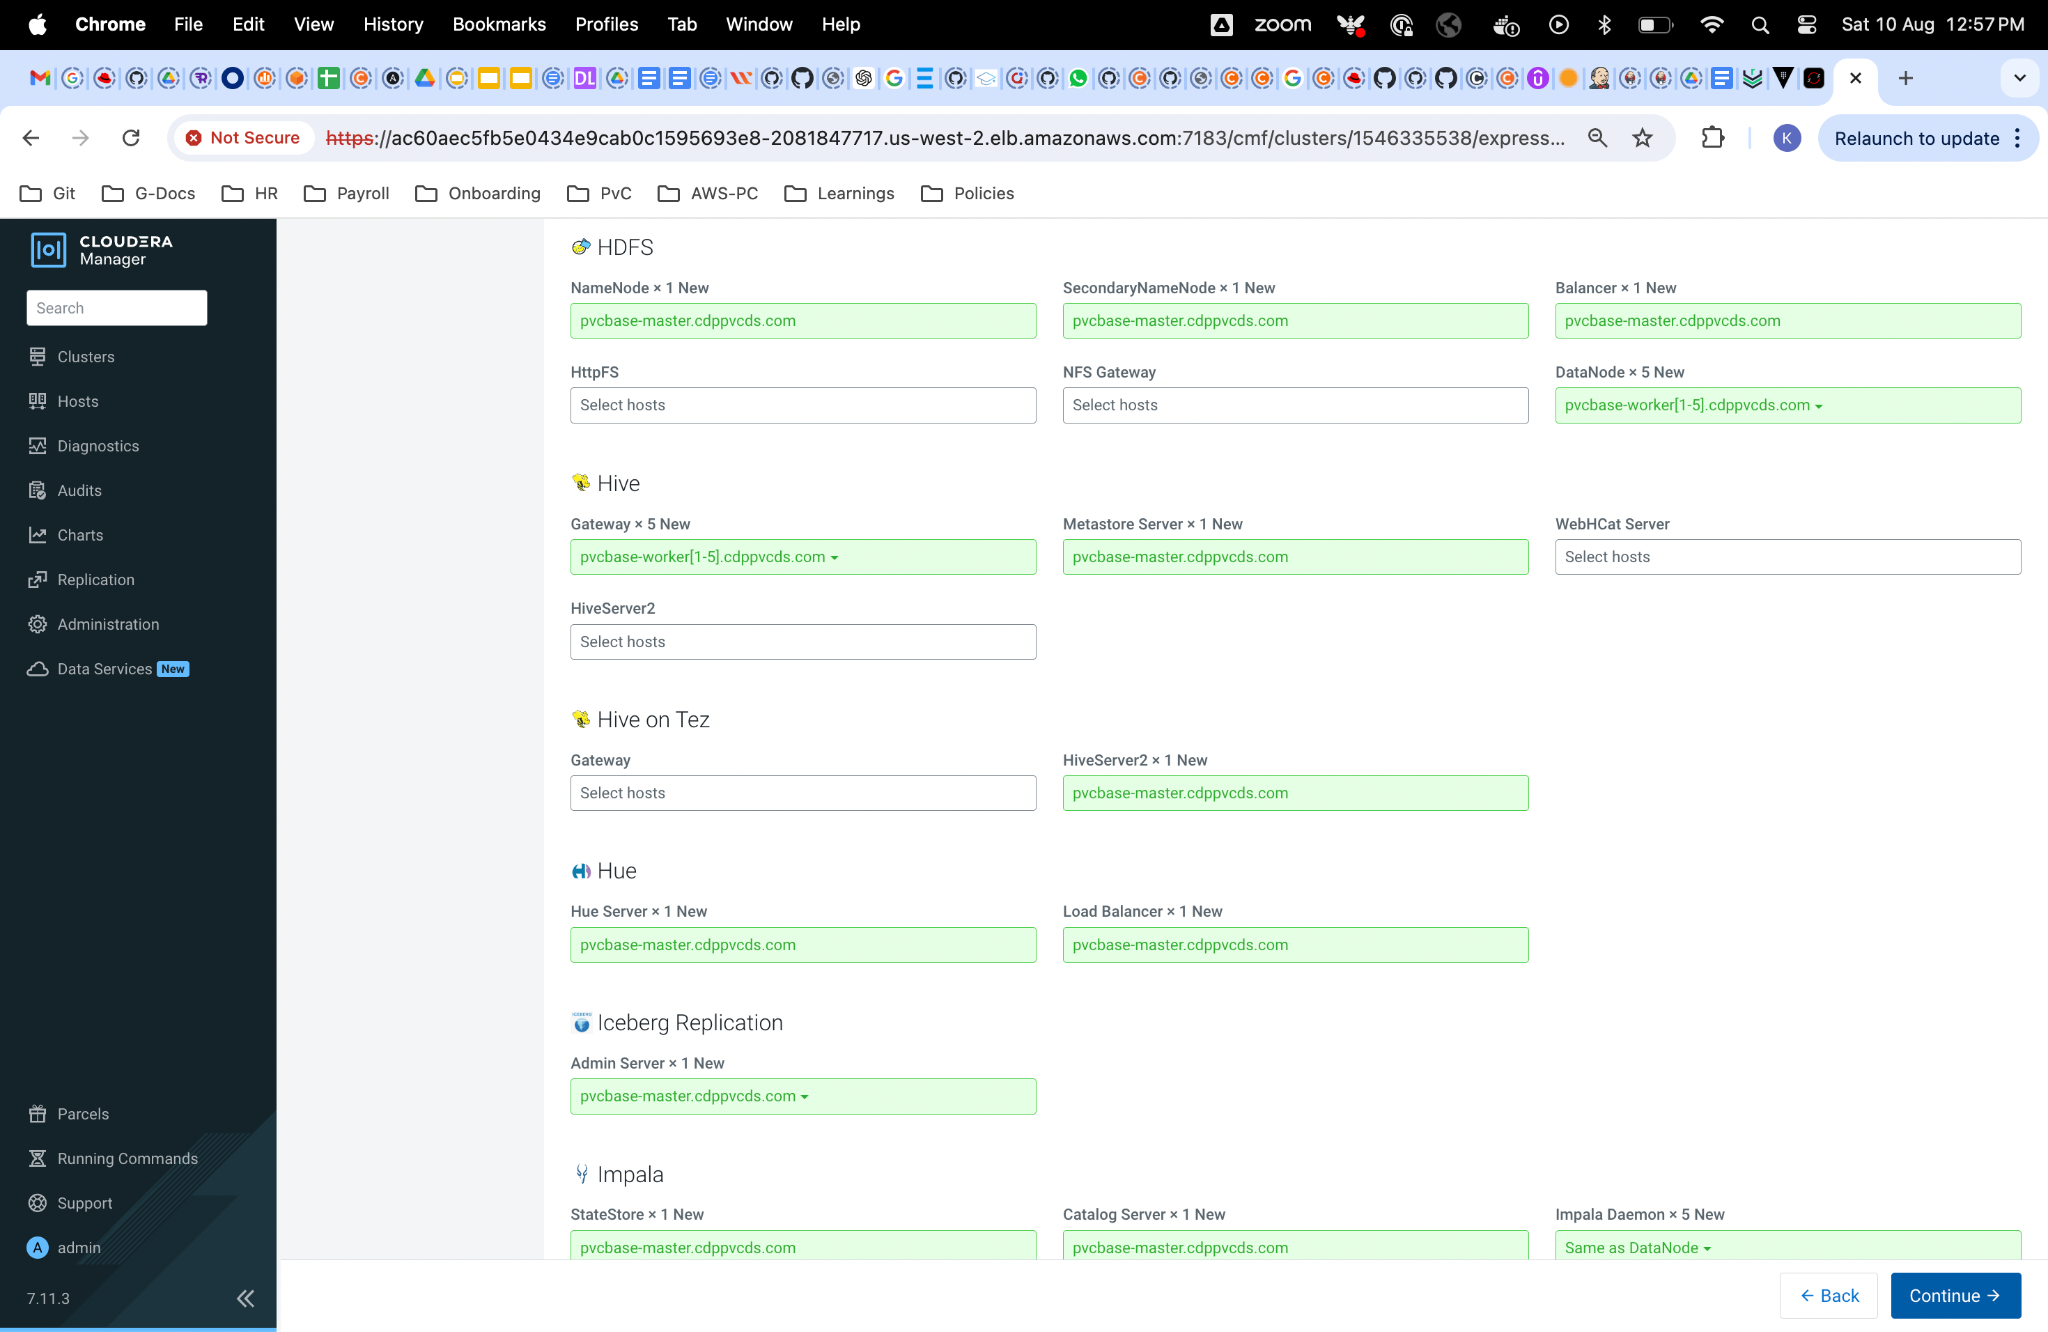 Chrome File Edit View History Bookmarks Profiles Tab Window Help zoom Sat 10 Aug 12:57 PM
DL
Not Secure https://ac60aec5fb5e0434e9cab0c1595693e8-2081847717.us-west-2.elb.amazonaws.com:7183/cmf/clusters/1546335538/express... K Relaunch to update
Git G-Docs HR Payroll Onboarding PvC AWS-PC Learnings Policies
CLOUDERA
Manager
Search
Clusters
Hosts
Diagnostics
Audits
Charts
Replication
Administration
Data Services New
Parcels
Running Commands
Support
A admin
7.11.3
HDFS
NameNode × 1 New SecondaryNameNode × 1 New Balancer × 1 New
pvcbase-master.cdppvcds.com pvcbase-master.cdppvcds.com pvcbase-master.cdppvcds.com
HttpFS NFS Gateway DataNode × 5 New
Select hosts Select hosts pvcbase-worker[1-5].cdppvcds.com
Hive
Gateway × 5 New Metastore Server × 1 New WebHCat Server
pvcbase-worker[1-5].cdppvcds.com pvcbase-master.cdppvcds.com Select hosts
HiveServer2
Select hosts
Hive on Tez
Gateway HiveServer2 × 1 New
Select hosts pvcbase-master.cdppvcds.com
Hue
Hue Server × 1 New Load Balancer × 1 New
pvcbase-master.cdppvcds.com pvcbase-master.cdppvcds.com
Iceberg Replication
Admin Server × 1 New
pvcbase-master.cdppvcds.com
Impala
StateStore × 1 New Catalog Server × 1 New Impala Daemon × 5 New
pvcbase-master.cdppvcds.com pvcbase-master.cdppvcds.com Same as DataNode
Back Continue